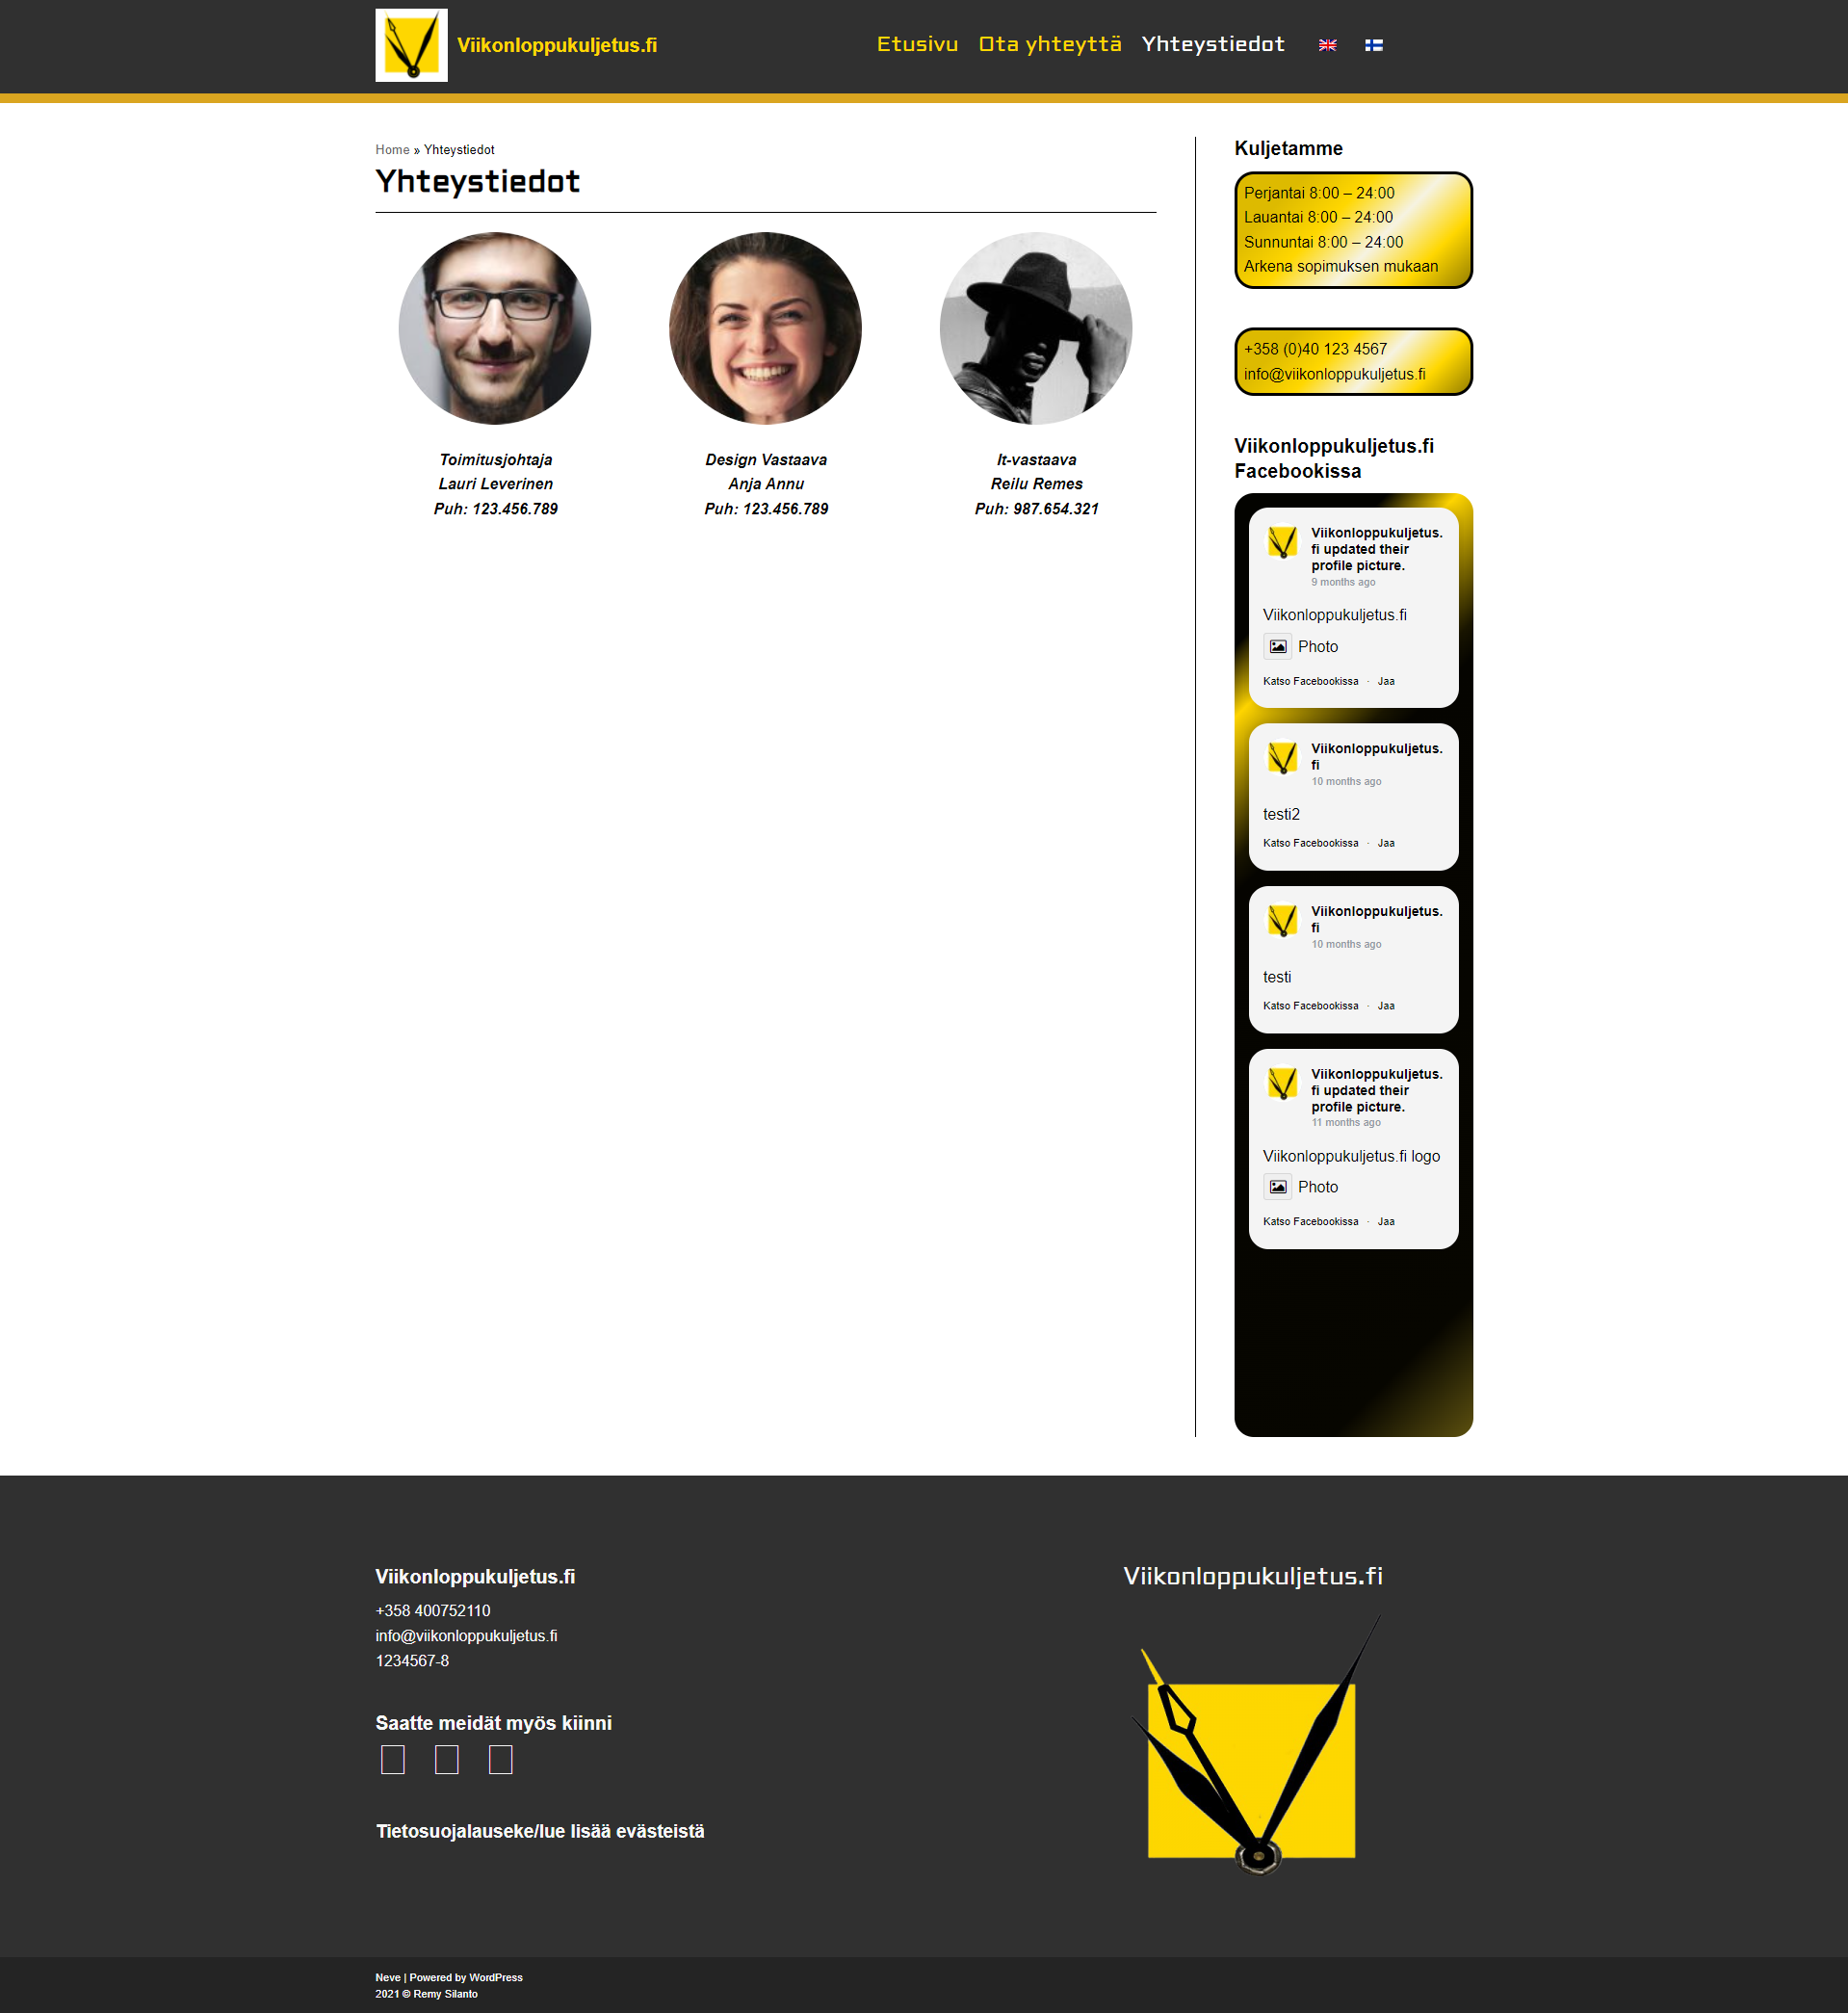 Viikonloppukuljetus.fi
Etusivu Ota yhteyttä Yhteystiedot
Home » Yhteystiedot
Yhteystiedot
Toimitusjohtaja
Lauri Leverinen
Puh: 123.456.789
Design Vastaava
Anja Annu
Puh: 123.456.789
It-vastaava
Reilu Remes
Puh: 987.654.321
Kuljetamme
Perjantai 8:00 – 24:00
Lauantai 8:00 – 24:00
Sunnuntai 8:00 – 24:00
Arkena sopimuksen mukaan
+358 (0)40 123 4567
info@viikonloppukuljetus.fi
Viikonloppukuljetus.fi
Facebookissa
Viikonloppukuljetus.
fi updated their
profile picture.
9 months ago
Viikonloppukuljetus.fi
Photo
Katso Facebookissa · Jaa
Viikonloppukuljetus.
fi
10 months ago
testi2
Katso Facebookissa · Jaa
Viikonloppukuljetus.
fi
10 months ago
testi
Katso Facebookissa · Jaa
Viikonloppukuljetus.
fi updated their
profile picture.
11 months ago
Viikonloppukuljetus.fi logo
Photo
Katso Facebookissa · Jaa
Viikonloppukuljetus.fi
+358 400752110
info@viikonloppukuljetus.fi
1234567-8
Saatte meidät myös kiinni
Tietosuojalauseke/lue lisää evästeistä
Viikonloppukuljetus.fi
Neve | Powered by WordPress
2021 © Remy Silanto